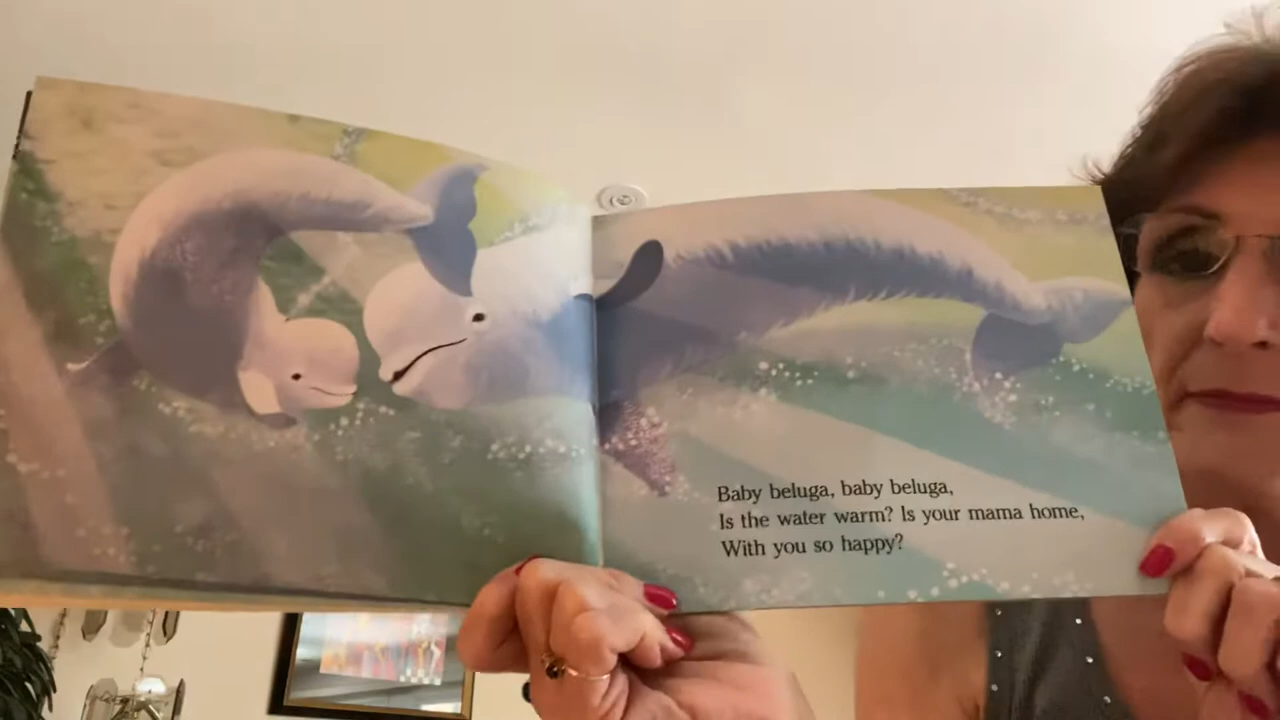 Baby beluga, baby beluga,
Is the water warm? Is your mama home,
With you so happy?